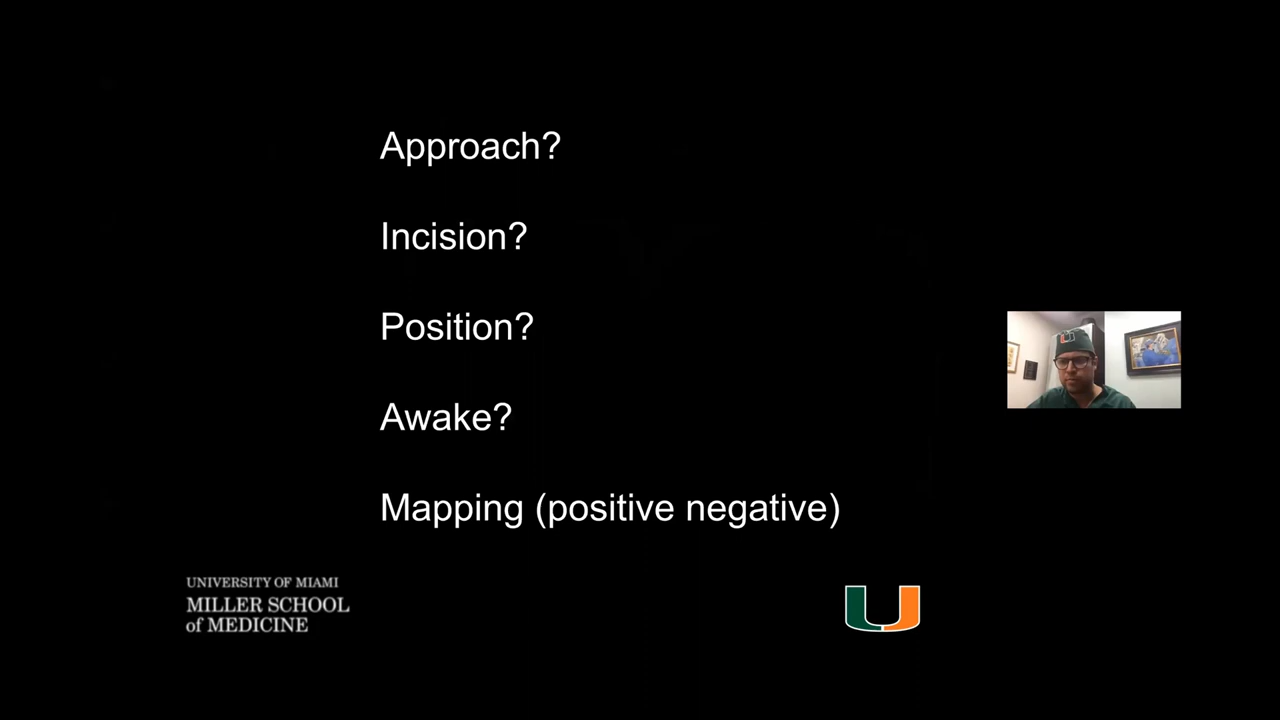 Approach?
Incision?
Position?
Awake?
Mapping (positive negative)
UNIVERSITY OF MIAMI
MILLER SCHOOL
of MEDICINE
U